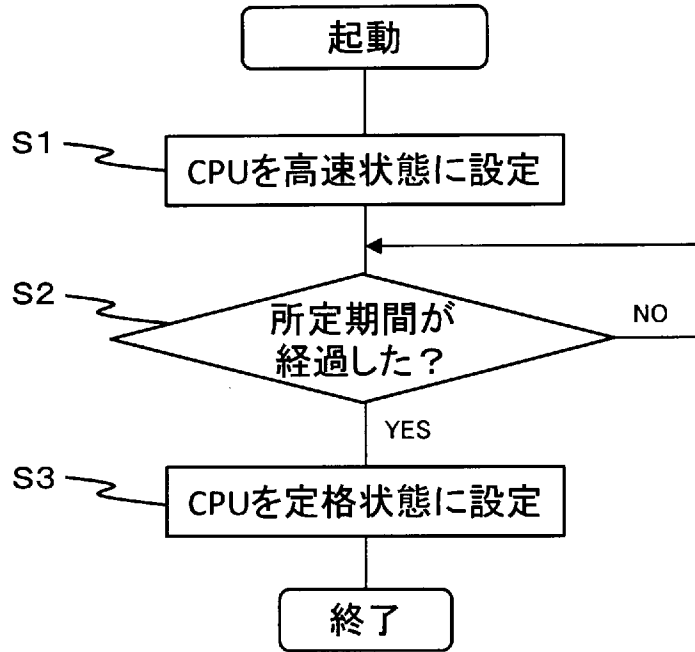 起動
S1
CPUを高速状態に設定
S2
所定期間が
経過した？
NO
YES
S3
CPUを定格状態に設定
終了